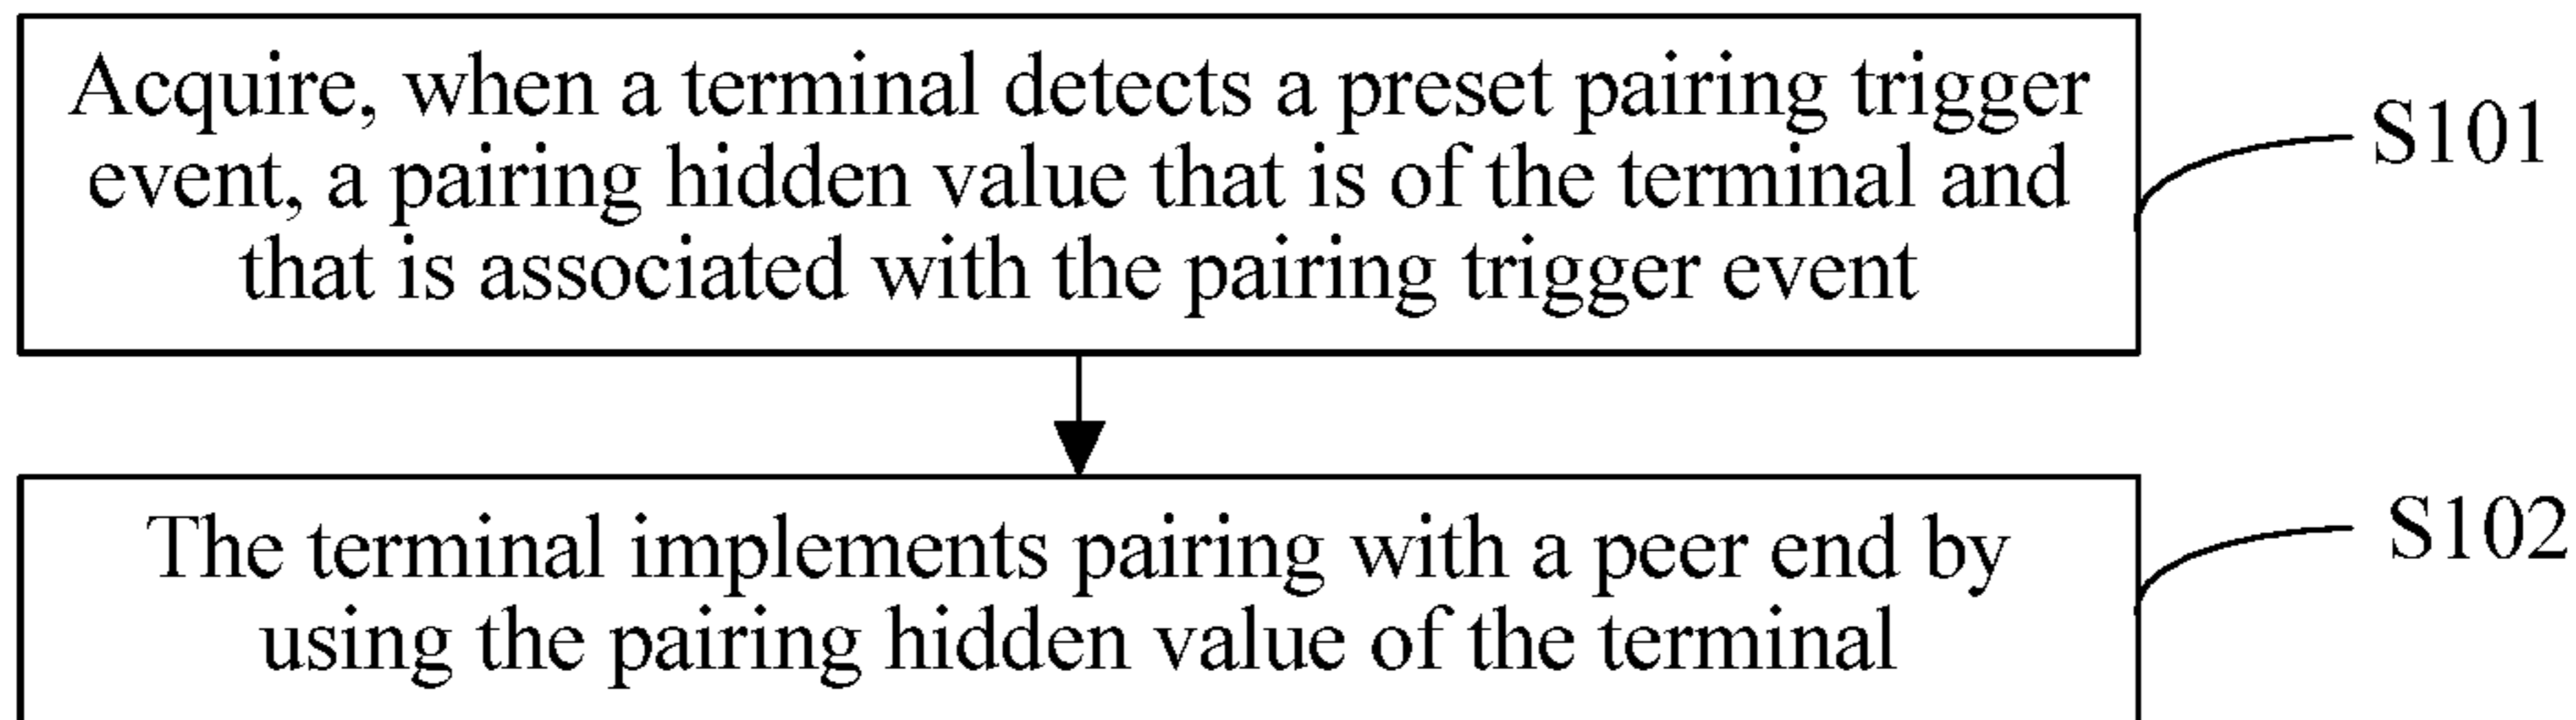 Acquire, when a terminal detects a preset pairing trigger
event, a pairing hidden value that is of the terminal and
that is associated with the pairing trigger event
S101
The terminal implements pairing with a peer end by
using the pairing hidden value of the terminal
S102